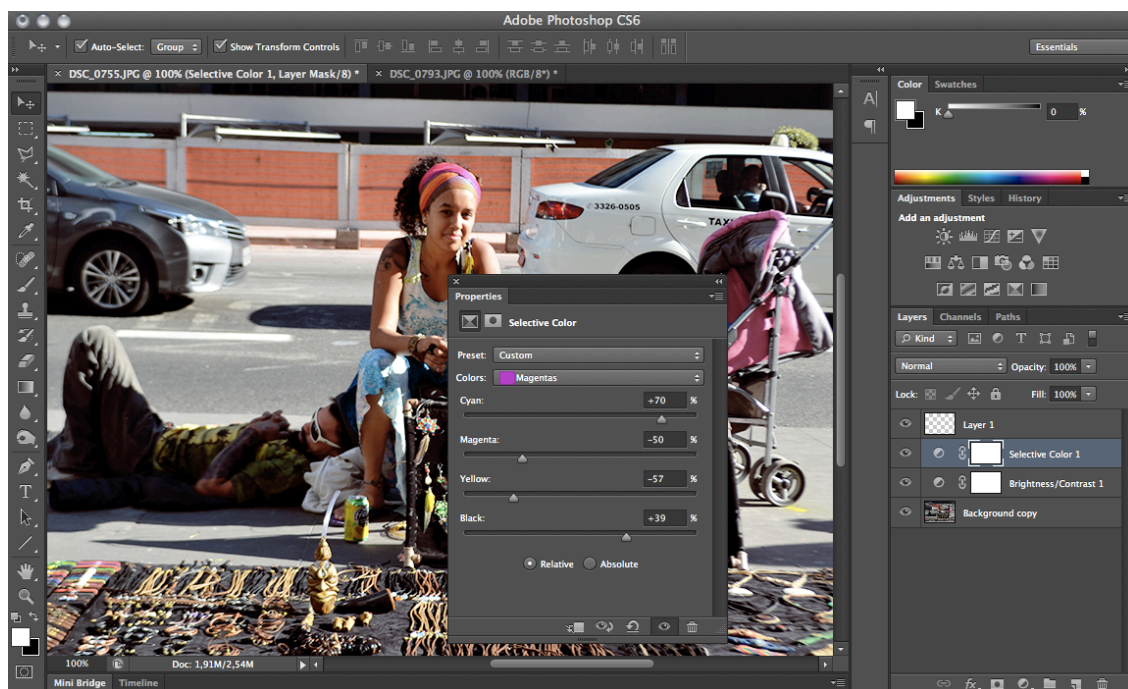 Adobe Photoshop CS6
Auto-Select: Group Show Transform Controls Essentials
× DSC_0755.JPG @ 100% (Selective Color 1, Layer Mask/8) * × DSC_0793.JPG @ 100% (RGB/8*) *
Color Swatches
K 0 %
3326-0505
TAXI
Adjustments Styles History
Add an adjustment
Properties
Selective Color
Preset: Custom
Colors: Magentas
Cyan: +70 %
Magenta: -50 %
Yellow: -57 %
Black: +39 %
Relative Absolute
Layers Channels Paths
Kind
Normal Opacity: 100%
Lock: Fill: 100%
Layer 1
Selective Color 1
Brightness/Contrast 1
Background copy
100% Doc: 1,91M/2,54M
Mini Bridge Timeline